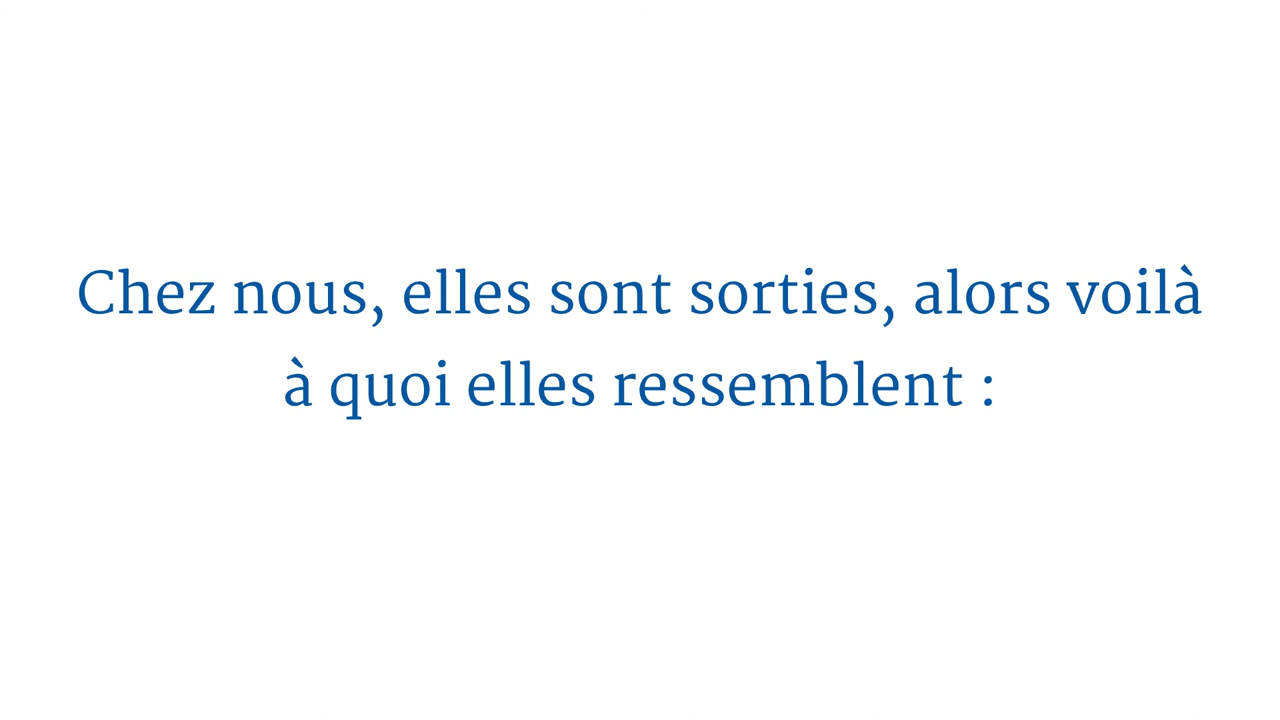 Chez nous, elles sont sorties, alors voilà
à quoi elles ressemblent :